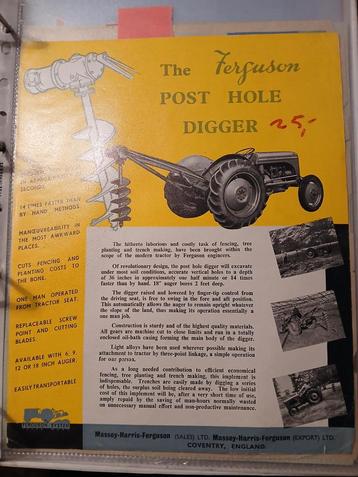 The Ferguson
POST HOLE
DIGGER 25,-
SECONDS.
14 TIMES FASTER THAN
BY HAND METHODS.
MANŒUVREABILITY IN
THE MOST AWKWARD
PLACES. . .
CUTS FENCING AND
PLANTING COSTS TO
THE BONE.
ONE MAN OPERATED
FROM TRACTOR SEAT.
REPLACEABLE SCREW
POINT AND CUTTING
BLADES.
AVAILABLE WITH 6, 9,
12 OR 18 INCH AUGER.
EASILY TRANSPORTABLE
The hitherto laborious and costly task of fencing, tree
planting and trench making, have been brought within the
scope of the modern tractor by Ferguson engineers.
Of revolutionary design, the post hole digger will excavate
under most soil conditions, accurate verticle holes to a depth
of 36 inches in approximately one half minute or 14 times
faster than by hand. 18" auger bores 2 feet deep.
The digger raised and lowered by finger-tip control from
the driving seat, is free to swing in the fore and aft position.
This automatically allows the auger to remain upright whatever
the slope of the land, thus making its operation essentially a
one man job.
Construction is sturdy and of the highest quality materials.
All gears are machine cut to close limits and run in a totally
enclosed oil-bath casing forming the main body of the digger.
Light alloys have been used wherever possible making its
attachment to tractor by three-point linkage, a simple operation
for one person.
As a long needed contribution to efficient economical
fencing, tree planting and trench making, this implement is
indispensable. Trenches are easily made by digging a series
of holes, the surplus soil being cleared away. The low initial
cost of this implement will be, after a very short time of use,
amply repaid by the saving of man-hours normally wasted
on unnecessary manual effort and non-productive maintenance.
Massey-Harris-Ferguson (SALES) LTD. Massey-Harris-Ferguson (EXPORT) LTD.
COVENTRY, ENGLAND.